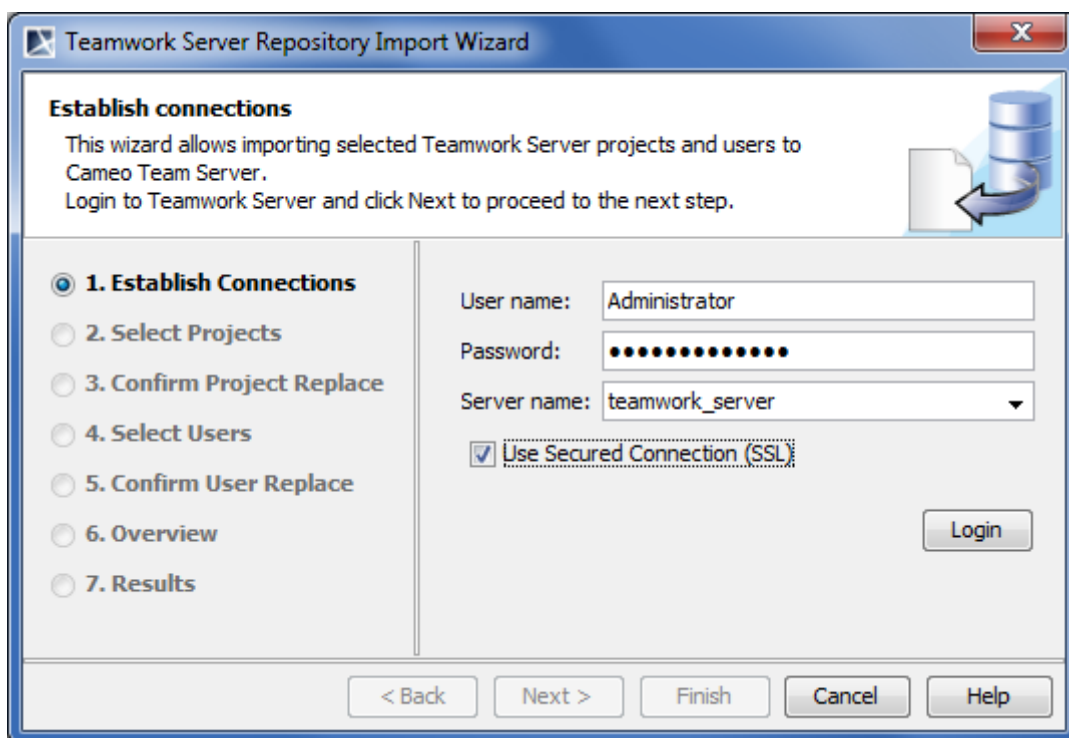 Teamwork Server Repository Import Wizard
Establish connections
This wizard allows importing selected Teamwork Server projects and users to
Cameo Team Server.
Login to Teamwork Server and click Next to proceed to the next step.
1. Establish Connections
2. Select Projects
3. Confirm Project Replace
4. Select Users
5. Confirm User Replace
6. Overview
7. Results
User name: Administrator
Password: •••••••••••••
Server name: teamwork_server
Use Secured Connection (SSL)
Login
< Back Next > Finish Cancel Help